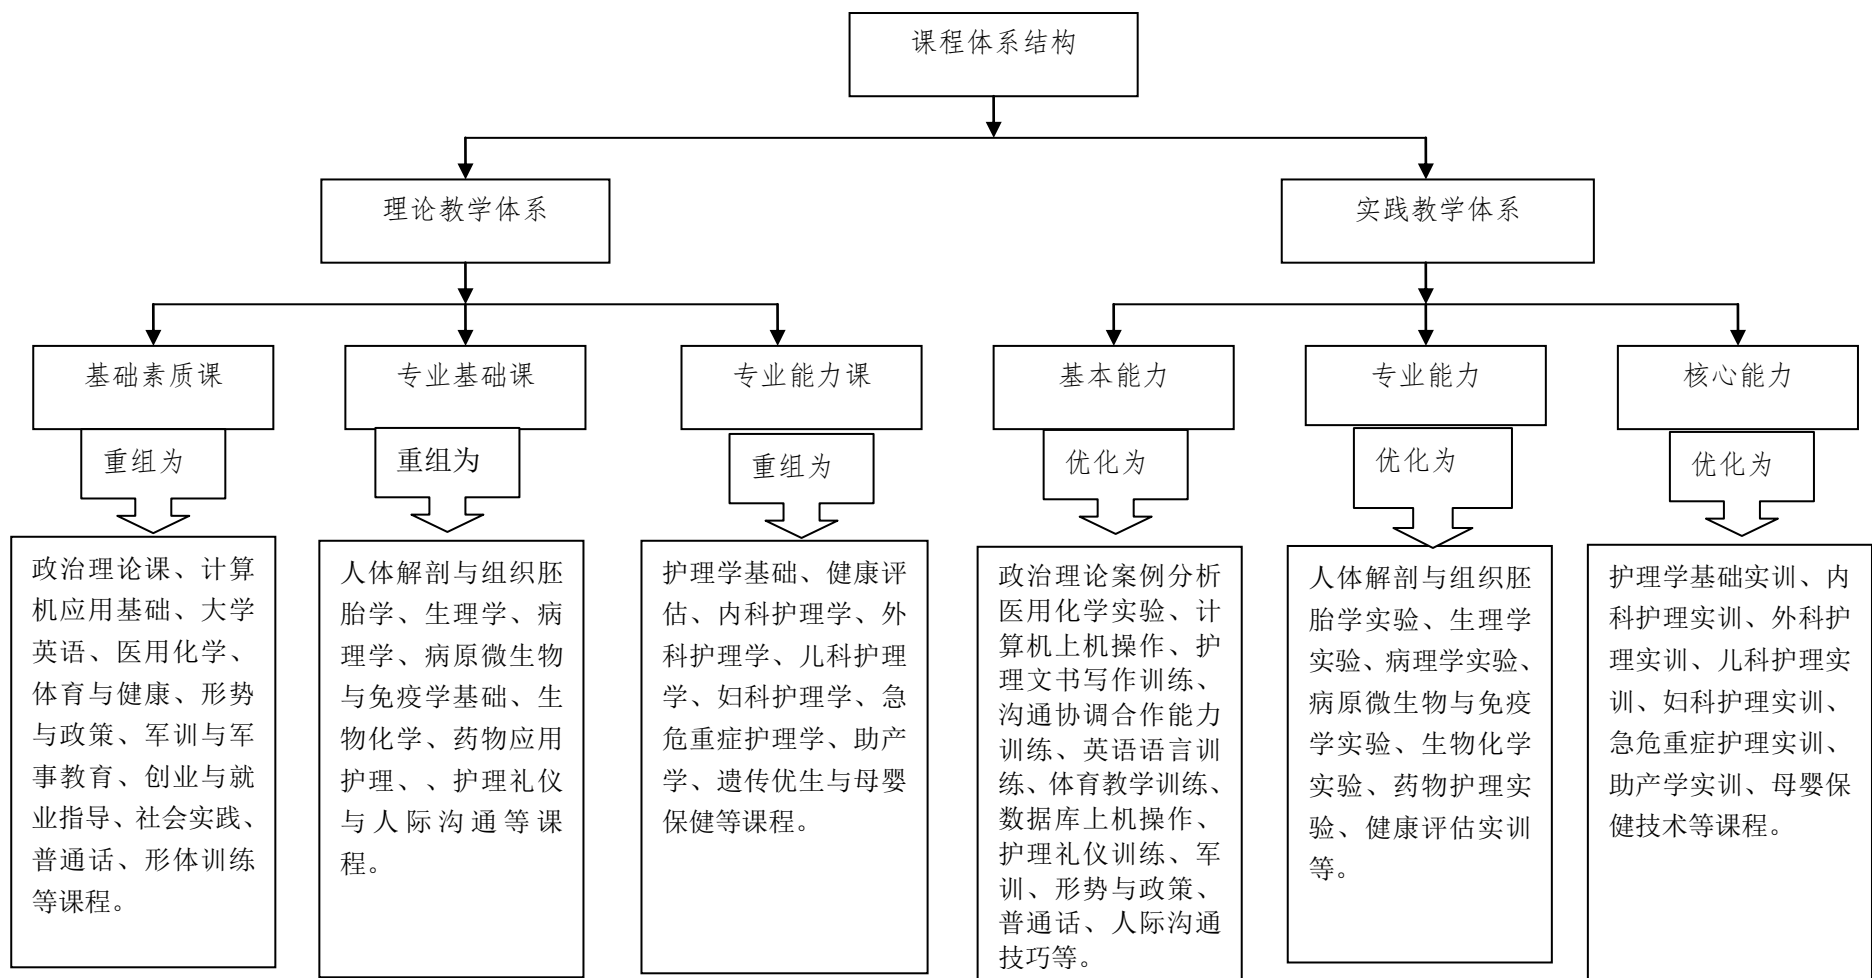 课程体系结构
理论教学体系
实践教学体系
基础素质课
专业基础课
专业能力课
基本能力
专业能力
核心能力
重组为
重组为
重组为
优化为
优化为
优化为
政治理论课、计算
机应用基础、大学
英语、医用化学、
体育与健康、形势
与政策、军训与军
事教育、创业与就
业指导、社会实践、
普通话、形体训练
等课程。
人体解剖与组织胚
胎学、生理学、病
理学、病原微生物
与免疫学基础、生
物化学、药物应用
护理、、护理礼仪
与人际沟通等课
程。
护理学基础、健康评
估、内科护理学、外
科护理学、儿科护理
学、妇科护理学、急
危重症护理学、助产
学、遗传优生与母婴
保健等课程。
政治理论案例分析
医用化学实验、计
算机上机操作、护
理文书写作训练、
沟通协调合作能力
训练、英语语言训
练、体育教学训练、
数据库上机操作、
护理礼仪训练、军
训、形势与政策、
普通话、人际沟通
技巧等。
人体解剖与组织胚
胎学实验、生理学
实验、病理学实验、
病原微生物与免疫
学实验、生物化学
实验、药物护理实
验、健康评估实训
等。
护理学基础实训、内
科护理实训、外科护
理实训、儿科护理实
训、妇科护理实训、
急危重症护理实训、
助产学实训、母婴保
健技术等课程。